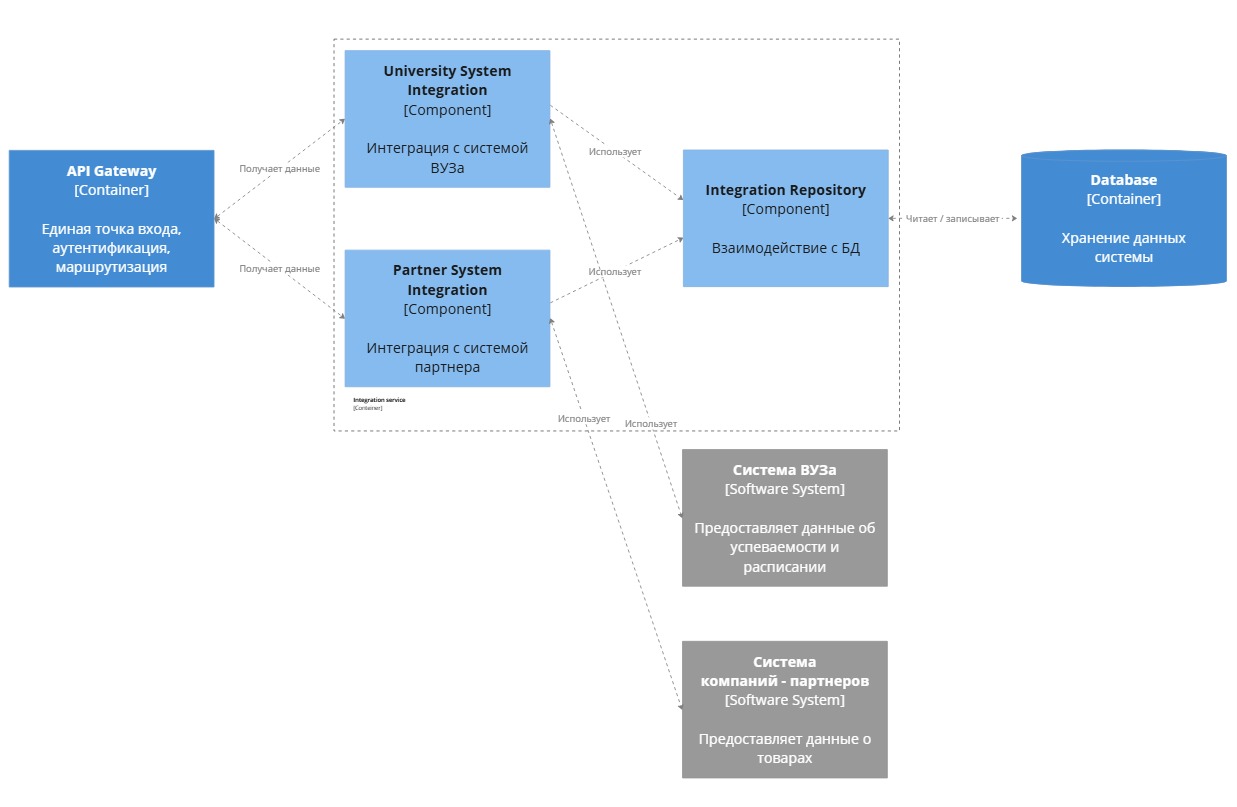 University System
Integration
[Component]
Интеграция с системой
ВУЗа
API Gateway
[Container]
Единая точка входа,
аутентификация,
маршрутизация
Получает данные
Получает данные
Partner System
Integration
[Component]
Интеграция с системой
партнера
Integration service
[Container]
Использует
Использует
Integration Repository
[Component]
Взаимодействие с БД
Читает / записывает
Database
[Container]
Хранение данных
системы
Использует
Использует
Система ВУЗа
[Software System]
Предоставляет данные об
успеваемости и
расписании
Система
компаний - партнеров
[Software System]
Предоставляет данные о
товарах